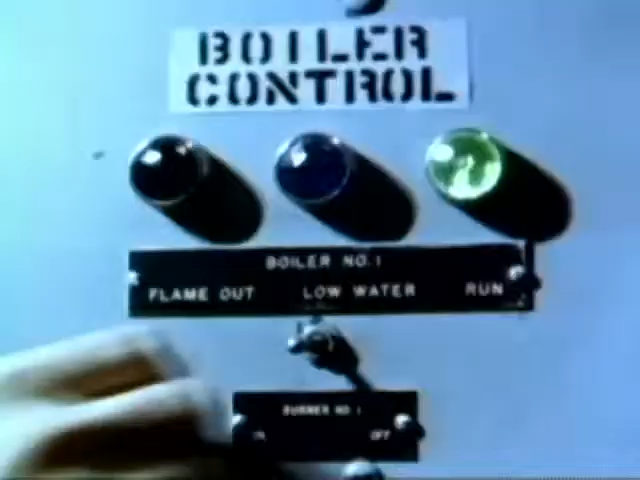 BOILER
CONTROL
BOILER NO.1
FLAME OUT LOW WATER RUN
BURNER NO.1
OFF